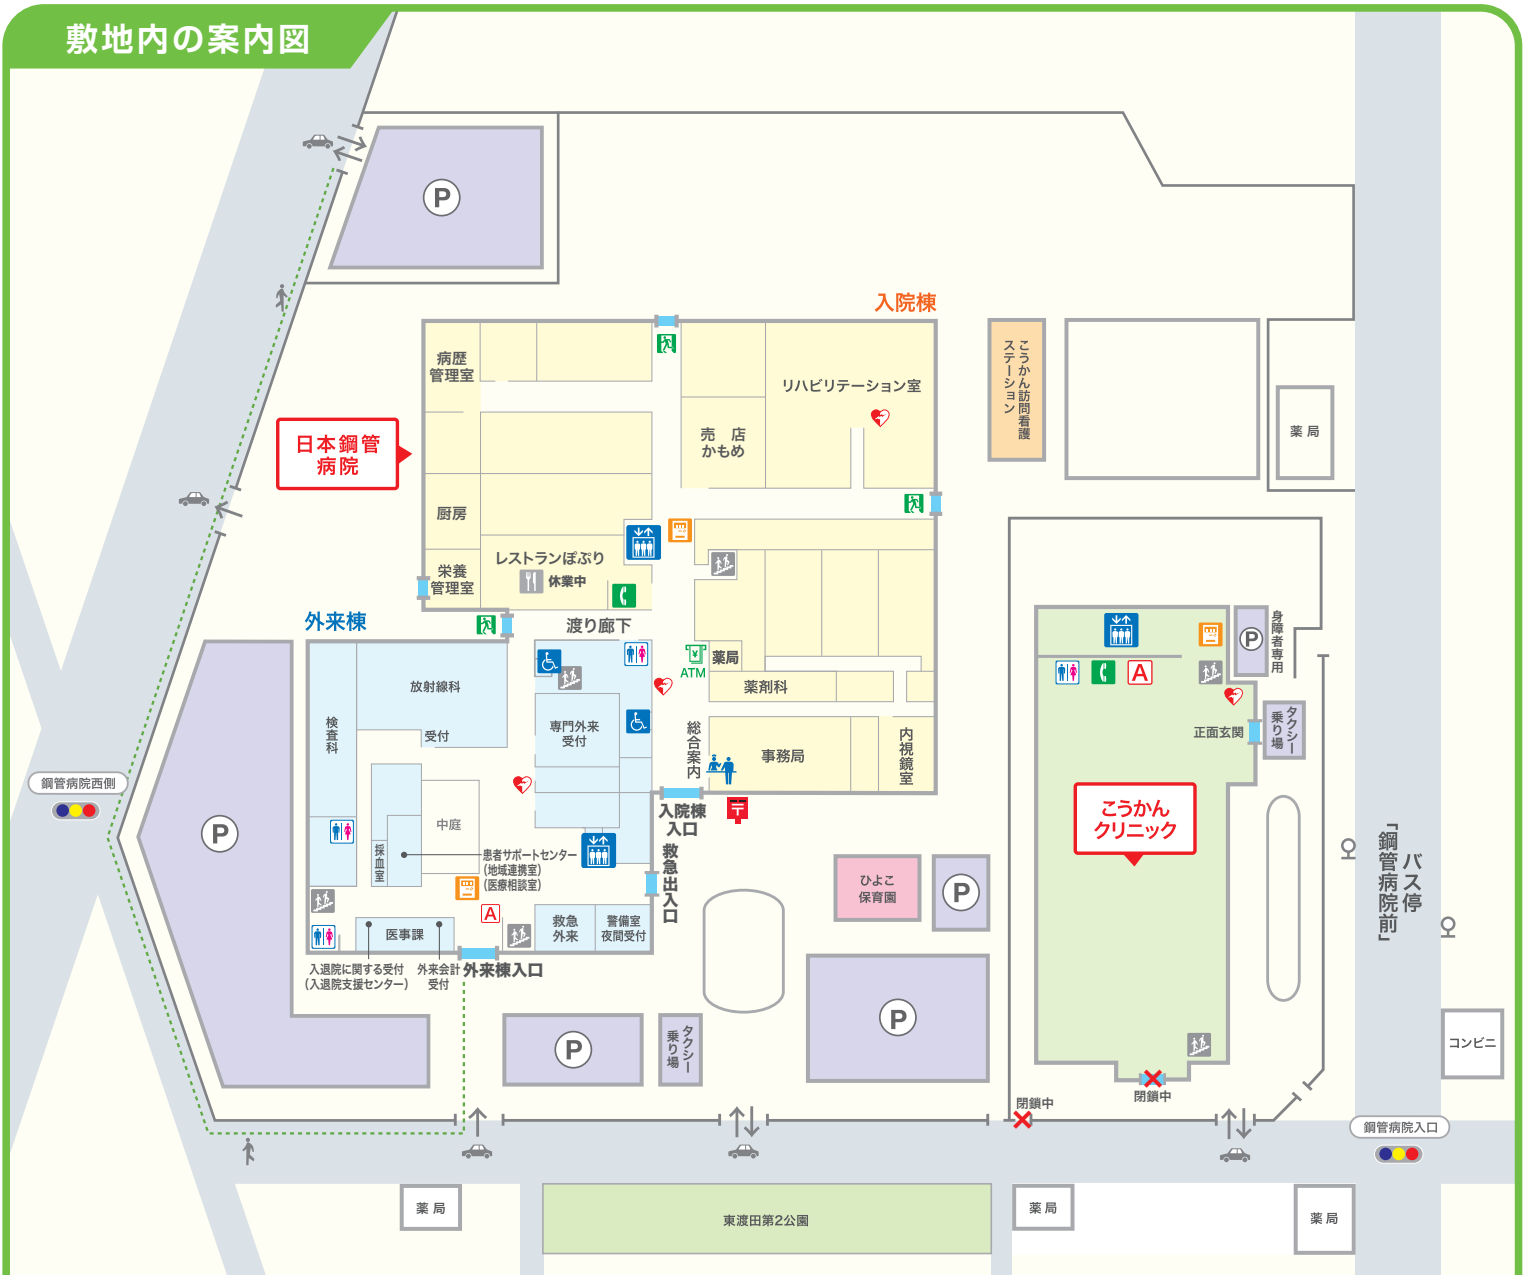 敷地内の案内図
P
入院棟
病歴
管理室
リハビリテーション室
売 店
かもめ
こうかん訪問看護
ステーション
薬 局
日本鋼管
病院
厨房
レストランぽぷり
休業中
栄養
管理室
外来棟
渡り廊下
ATM
薬局
薬剤科
放射線科
受付
検査科
専門外来
受付
総合案内
事務局
内視鏡室
入院棟
入口
〒
中庭
採血室
患者サポートセンター
(地域連携室)
(医療相談室)
救急出入口
A
医事課
救急
外来
警備室
夜間受付
入退院に関する受付
(入退院支援センター)
外来会計
受付
外来棟入口
P
鋼管病院西側
P
タクシー
乗り場
ひよこ
保育園
P
P
A
P
身障者専用
正面玄関
タクシー
乗り場
こうかん
クリニック
閉鎖中
閉鎖中
バス停
「鋼管病院前」
コンビニ
鋼管病院入口
薬 局
東渡田第2公園
薬 局
薬 局